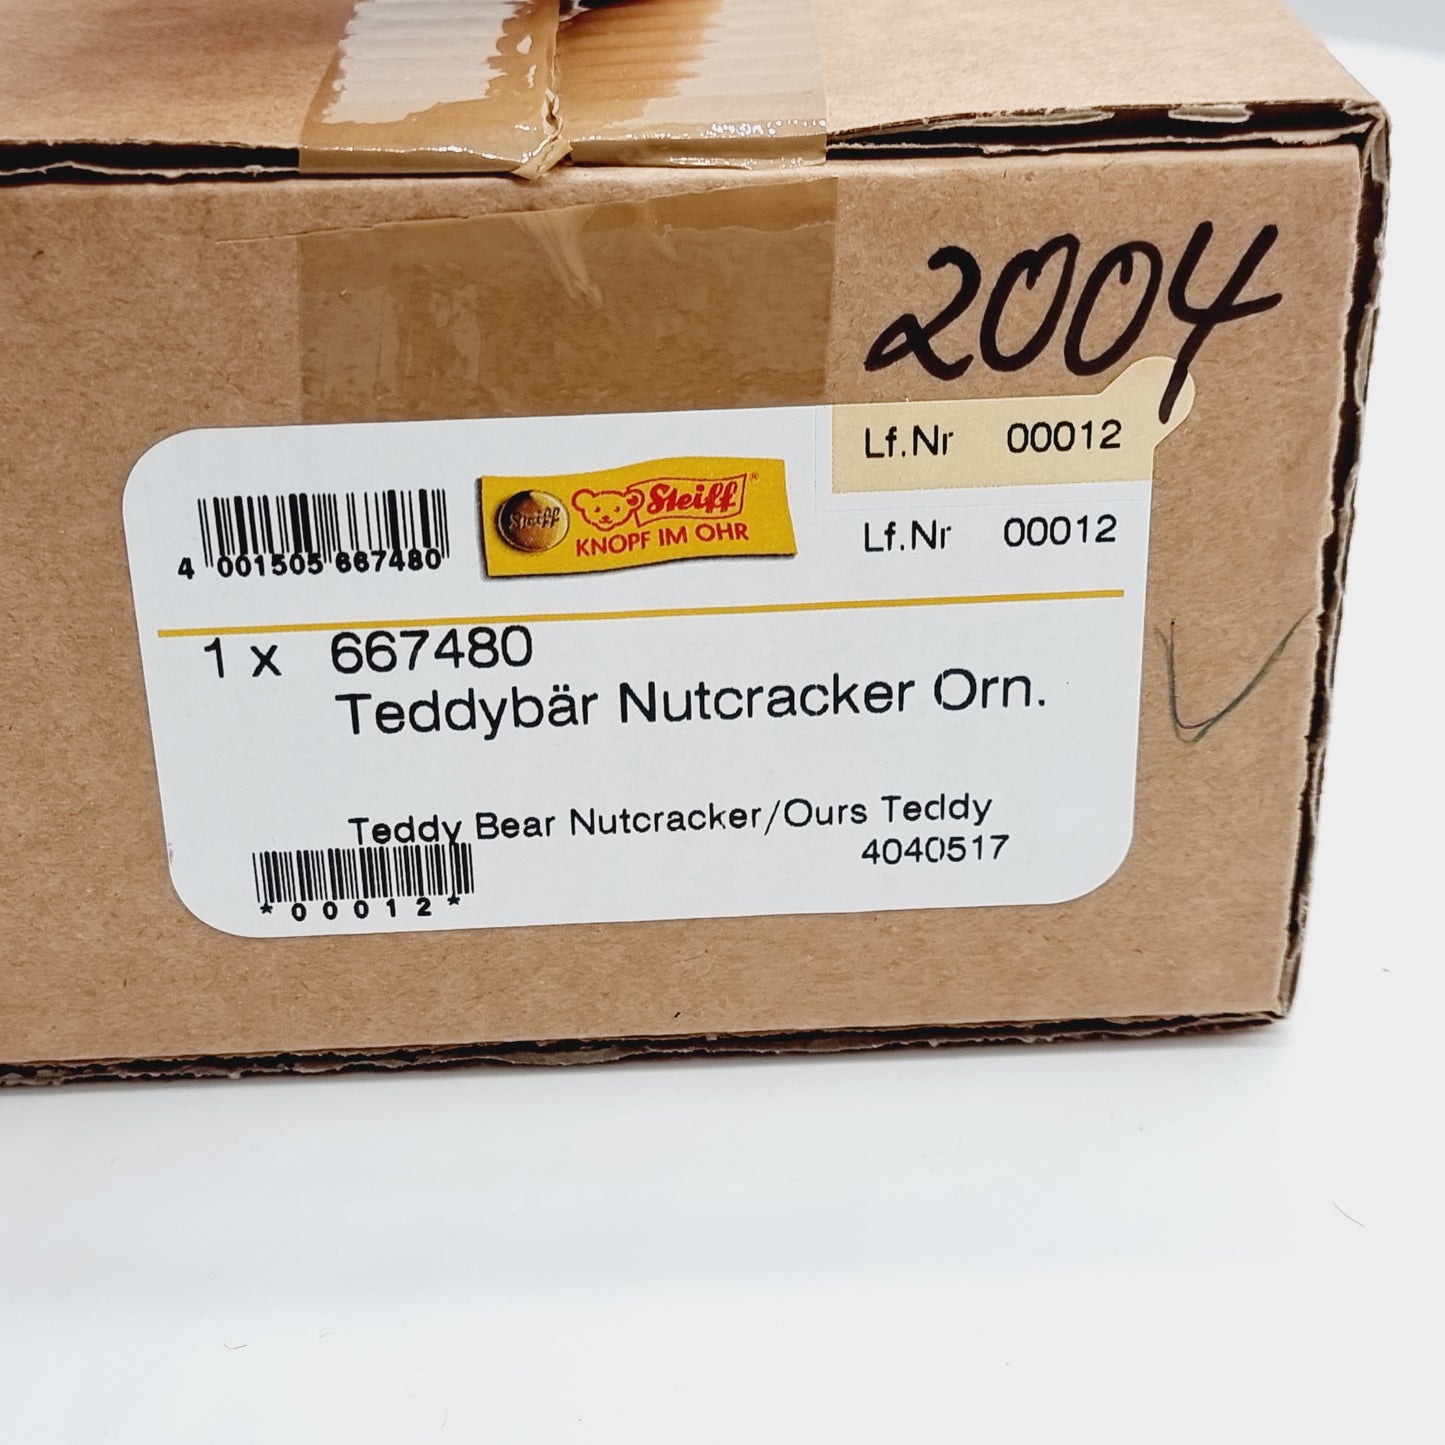 2004
Lf.Nr 00012
4 001505 667480
Steiff
Steiff®
KNOPF IM OHR
Lf.Nr 00012
1 x 667480
Teddybär Nutcracker Orn.
Teddy Bear Nutcracker/Ours Teddy
4040517
*00012*